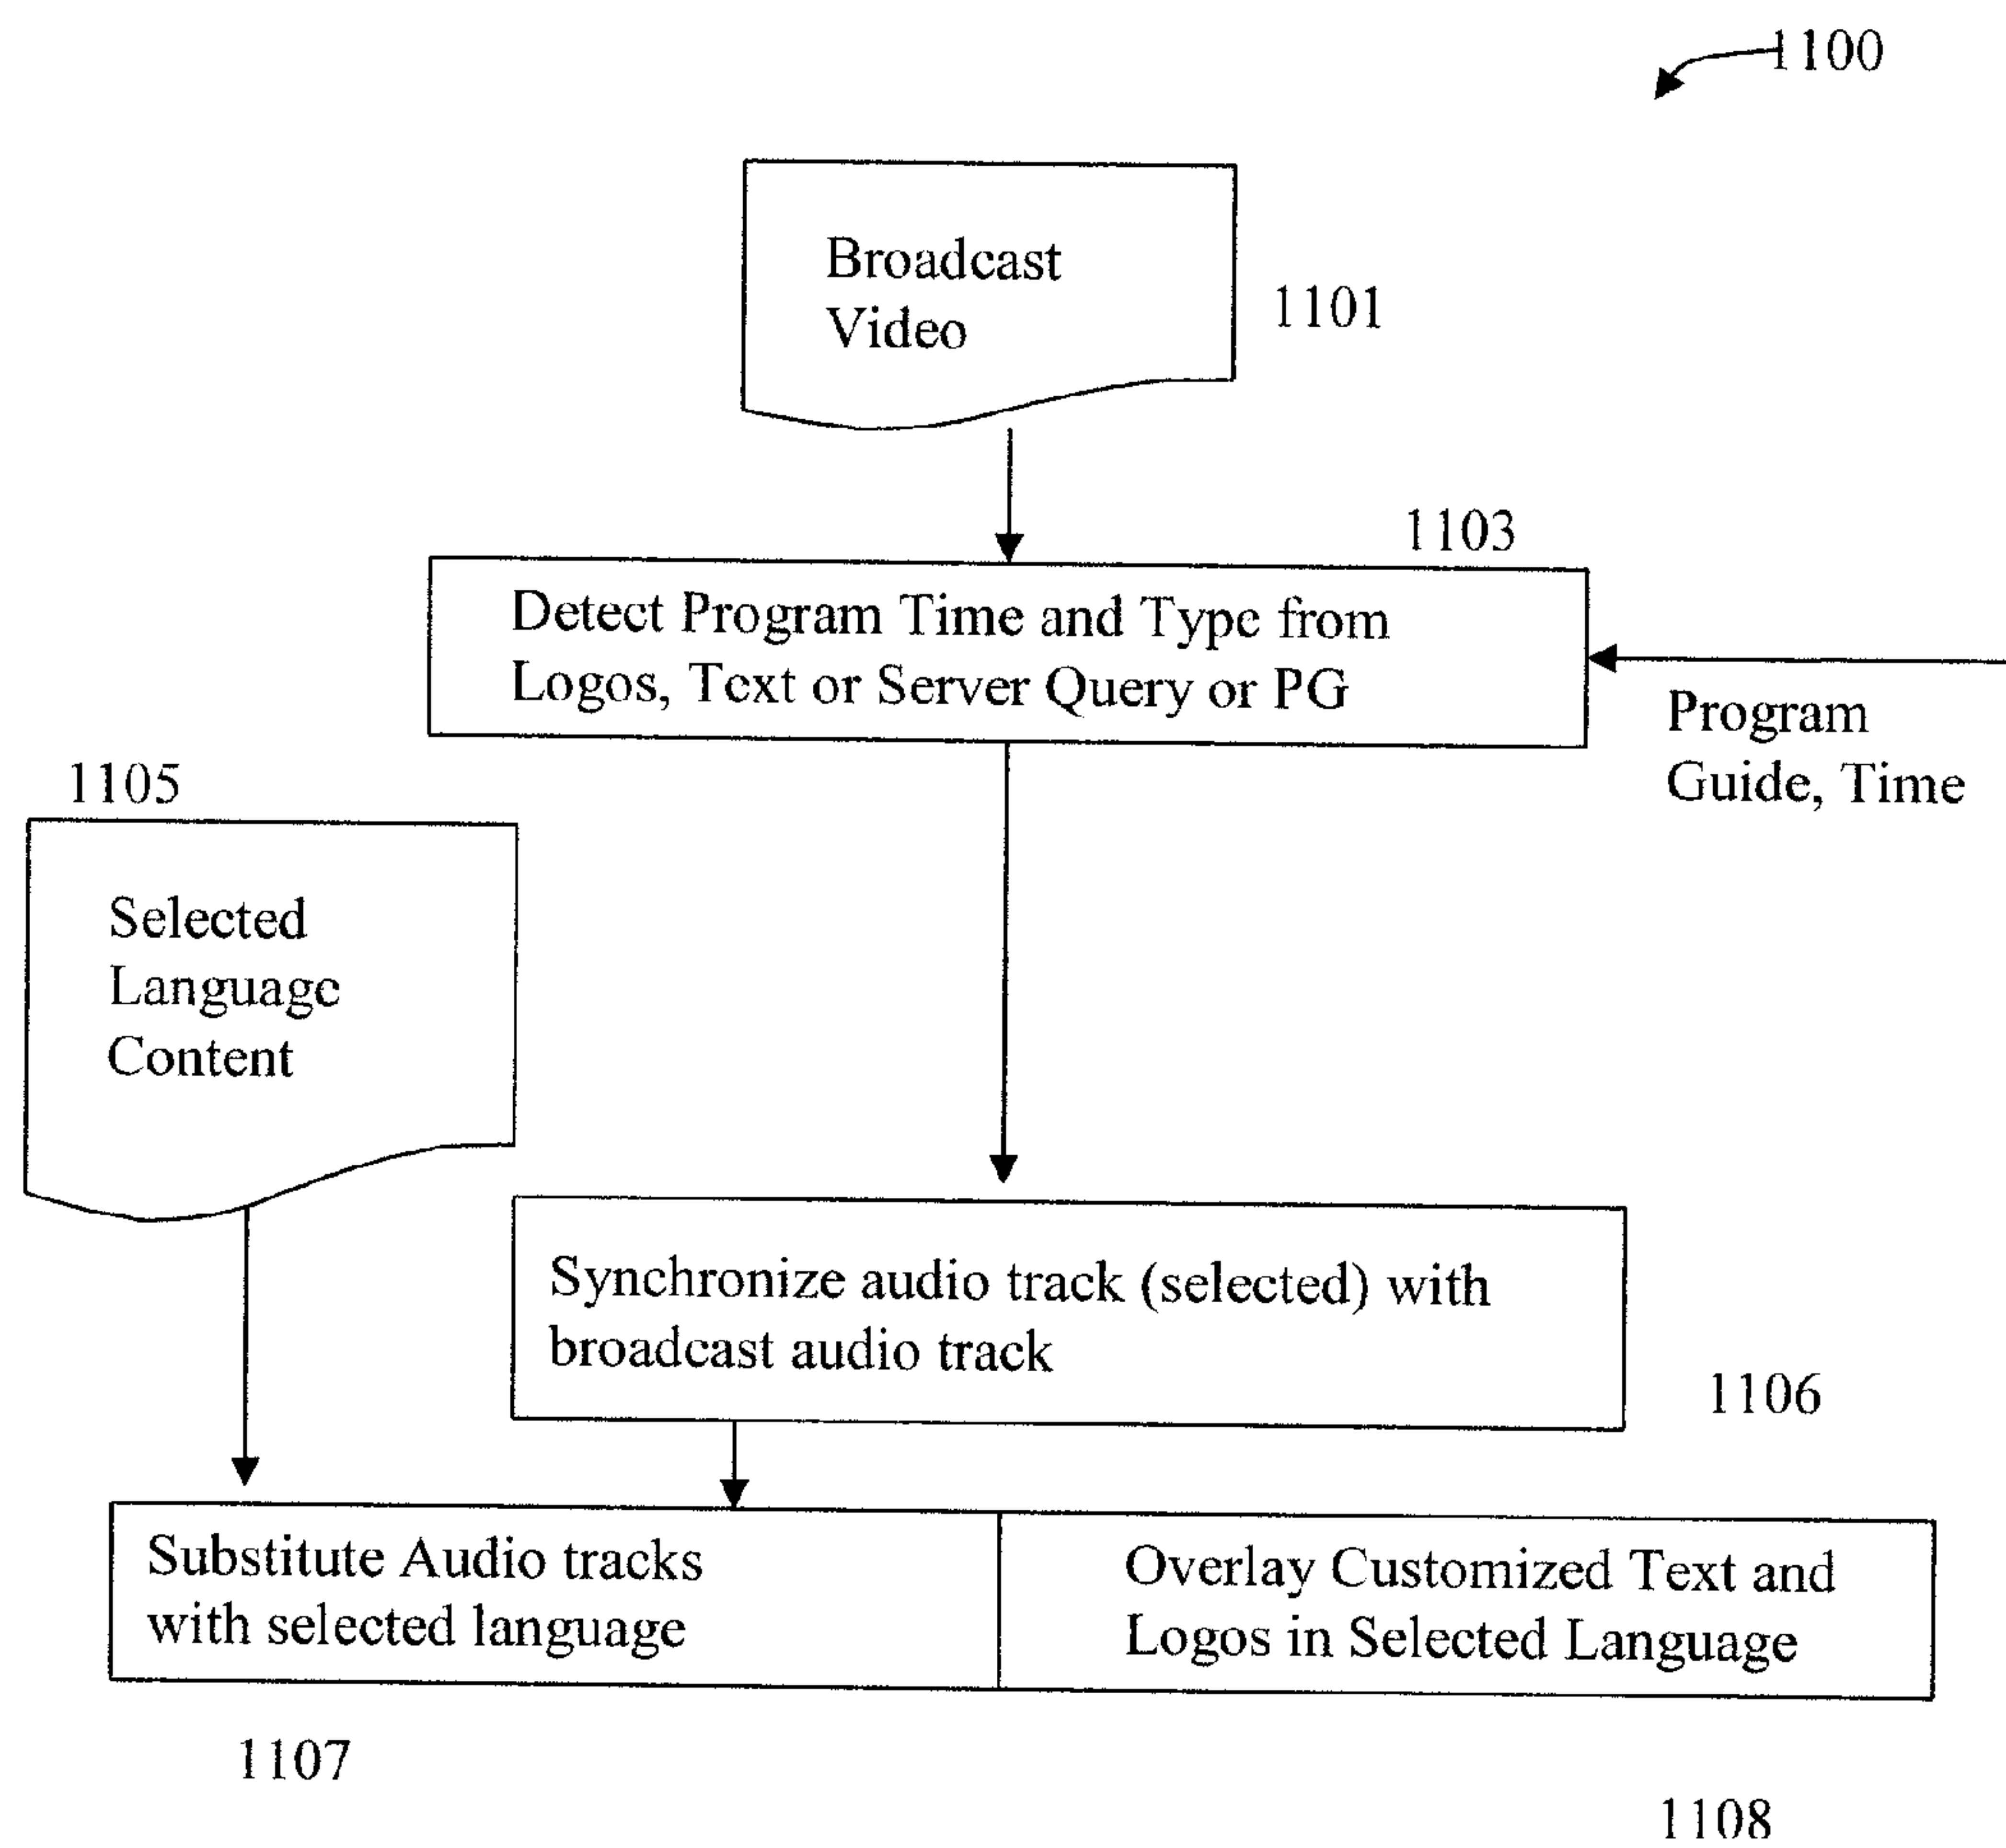 1100
Broadcast
Video
1101
1103
Detect Program Time and Type from
Logos, Text or Server Query or PG
Program
Guide, Time
1105
Selected
Language
Content
Synchronize audio track (selected) with
broadcast audio track
1106
Substitute Audio tracks
with selected language
Overlay Customized Text and
Logos in Selected Language
1107
1108